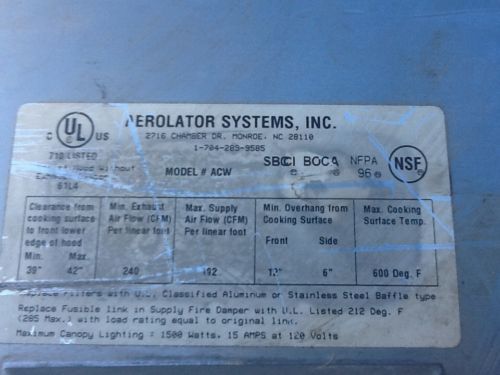 AEROLATOR SYSTEMS, INC.
2716 CHAMBER DR. MONROE, NC 28110
1-704-289-9585
C UL US
710 LISTED
Hood Without
Exhaust
61L4
MODEL # ACW
SBCCI BOCA NFPA
96
NSF
Clearance from cooking surface to front lower edge of hood
Min. Max.
39" 42"
Min. Exhaust Air Flow (CFM) Per linear foot
240
Max. Supply Air Flow (CFM) Per linear foot
192
Min. Overhang from Cooking Surface
Front Side
6"
Max. Cooking Surface Temp.
600 Deg. F
Replace Filters with U.L. Classified Aluminum or Stainless Steel Baffle type
Replace Fusible link in Supply Fire Damper with U.L. Listed 212 Deg. F
(285 Max.) with load rating equal to original link.
Maximum Canopy Lighting = 1500 Watts, 15 AMPS at 120 Volts